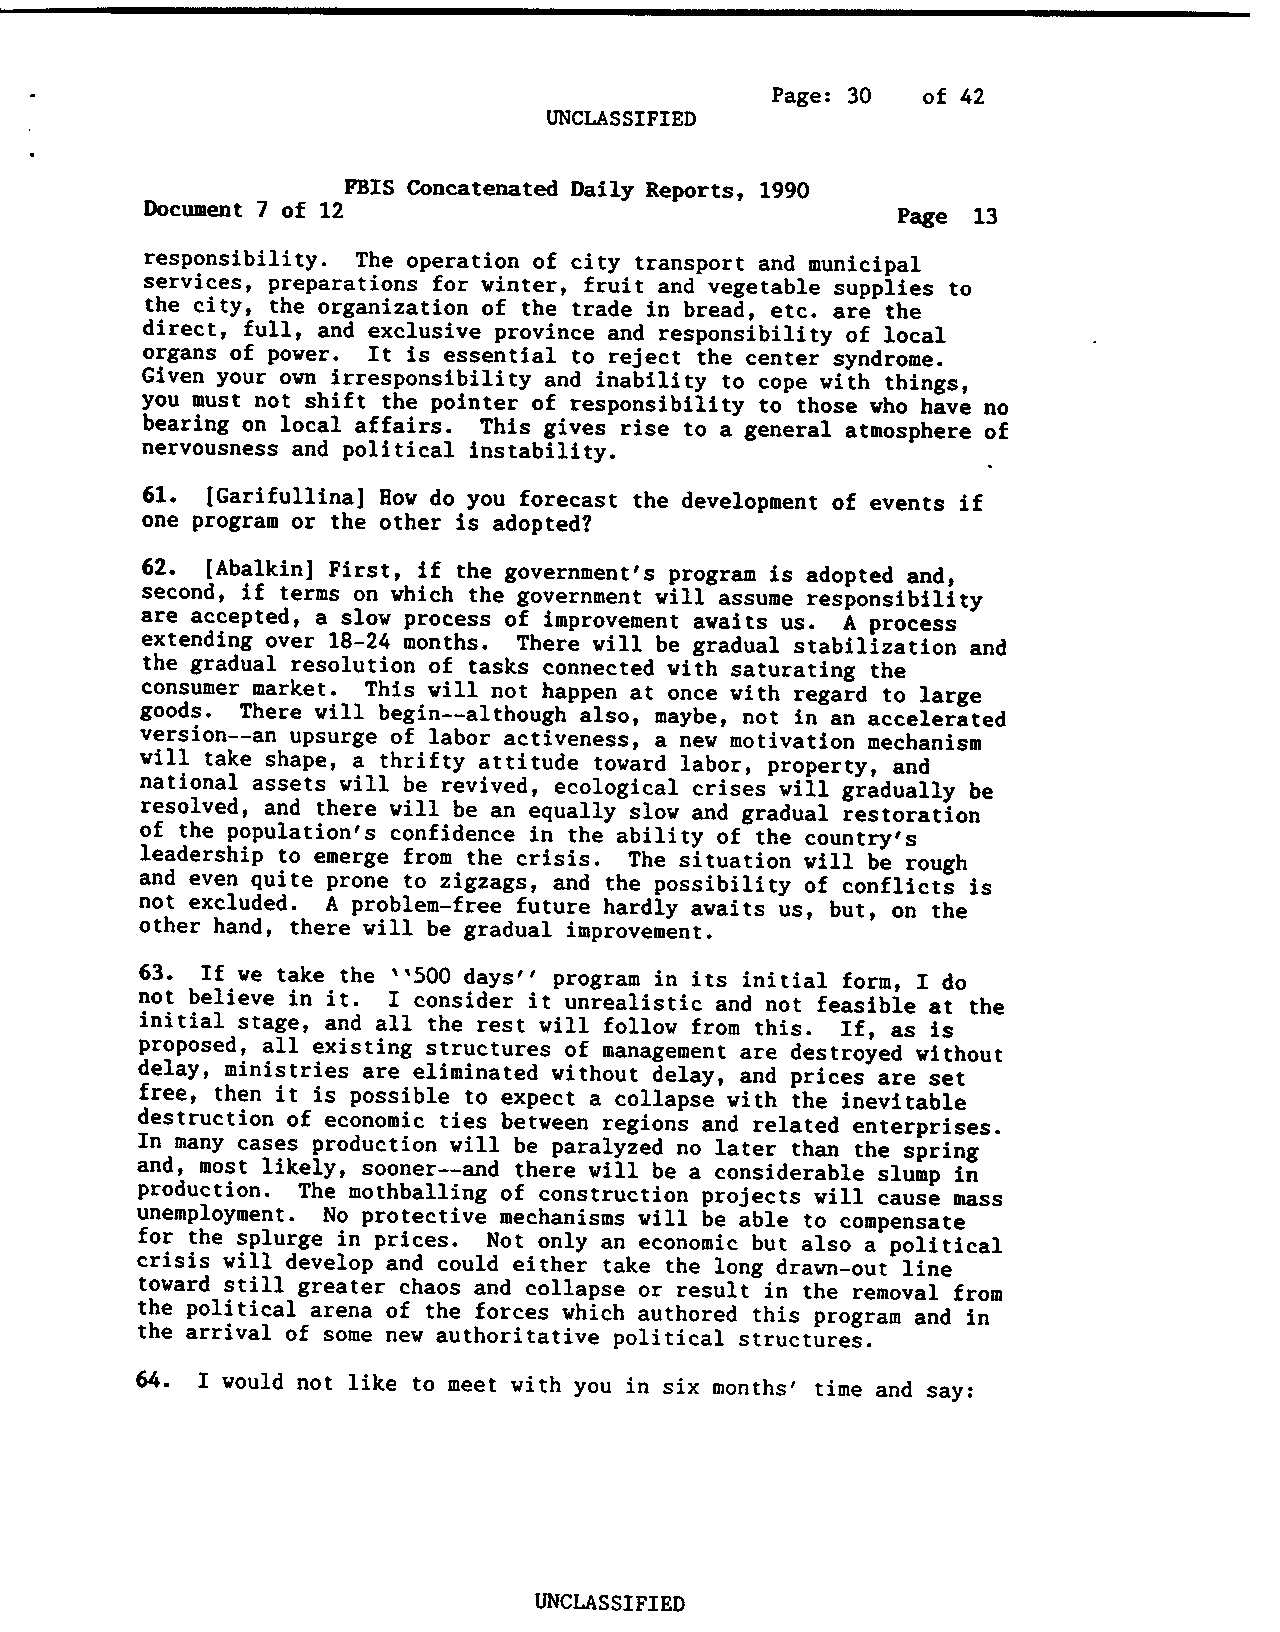 Page: 30 of 42
UNCLASSIFIED
FBIS Concatenated Daily Reports, 1990
Document 7 of 12
Page 13
responsibility. The operation of city transport and municipal
services, preparations for winter, fruit and vegetable supplies to
the city, the organization of the trade in bread, etc. are the
direct, full, and exclusive province and responsibility of local
organs of power. It is essential to reject the center syndrome.
Given your own irresponsibility and inability to cope with things,
you must not shift the pointer of responsibility to those who have no
bearing on local affairs. This gives rise to a general atmosphere of
nervousness and political instability.
61. [Garifullina] How do you forecast the development of events if
one program or the other is adopted?
62. [Abalkin] First, if the government's program is adopted and,
second, if terms on which the government will assume responsibility
are accepted, a slow process of improvement awaits us. A process
extending over 18-24 months. There will be gradual stabilization and
the gradual resolution of tasks connected with saturating the
consumer market. This will not happen at once with regard to large
goods. There will begin--although also, maybe, not in an accelerated
version--an upsurge of labor activeness, a new motivation mechanism
will take shape, a thrifty attitude toward labor, property, and
national assets will be revived, ecological crises will gradually be
resolved, and there will be an equally slow and gradual restoration
of the population's confidence in the ability of the country's
leadership to emerge from the crisis. The situation will be rough
and even quite prone to zigzags, and the possibility of conflicts is
not excluded. A problem-free future hardly awaits us, but, on the
other hand, there will be gradual improvement.
63. If we take the ``500 days'' program in its initial form, I do
not believe in it. I consider it unrealistic and not feasible at the
initial stage, and all the rest will follow from this. If, as is
proposed, all existing structures of management are destroyed without
delay, ministries are eliminated without delay, and prices are set
free, then it is possible to expect a collapse with the inevitable
destruction of economic ties between regions and related enterprises.
In many cases production will be paralyzed no later than the spring
and, most likely, sooner--and there will be a considerable slump in
production. The mothballing of construction projects will cause mass
unemployment. No protective mechanisms will be able to compensate
for the splurge in prices. Not only an economic but also a political
crisis will develop and could either take the long drawn-out line
toward still greater chaos and collapse or result in the removal from
the political arena of the forces which authored this program and in
the arrival of some new authoritative political structures.
64. I would not like to meet with you in six months' time and say:
UNCLASSIFIED